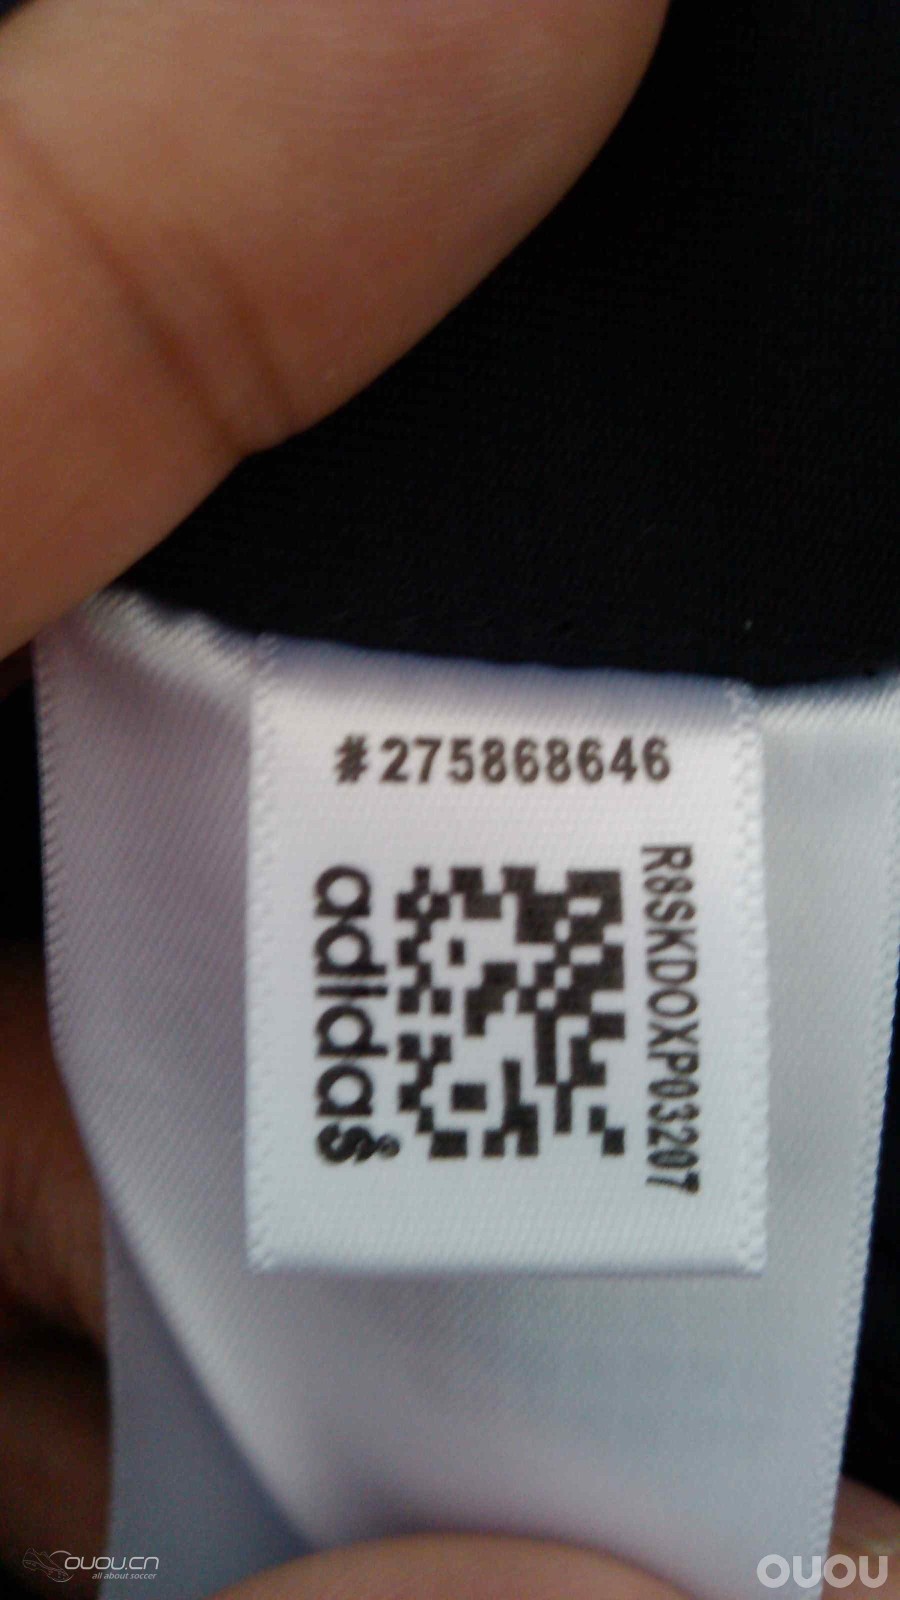 #275868646
R8SKDOXP03207
adidas
OUOU.CN
all about soccer
OUOU